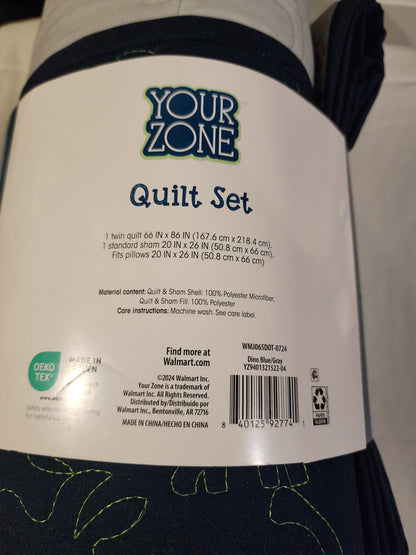 YOUR
ZONE
Quilt Set
1 twin quilt 66 IN x 86 IN (167.6 cm x 218.4 cm),
1 standard sham 20 IN x 26 IN (50.8 cm x 66 cm),
Fits pillows 20 IN x 26 IN (50.8 cm x 66 cm)
Material content: Quilt & Sham Shell: 100% Polyester Microfiber,
Quilt & Sham Fill: 100% Polyester
Care instructions: Machine wash. See care label.
OEKO
TEX
MADE IN
Safety
for harmful
Find more at
Walmart.com
©2024 Walmart Inc.
Your Zone is a trademark of
Walmart Inc. All Rights Reserved.
Distributed by/Distribuido por
Walmart Inc., Bentonville, AR 72716
MADE IN CHINA/HECHO EN CHINA
WMJ065DOT-0724
Dino Blue/Gray
YZ9401321522-04
8 40125 92774 1
PAPER
SLEEVE